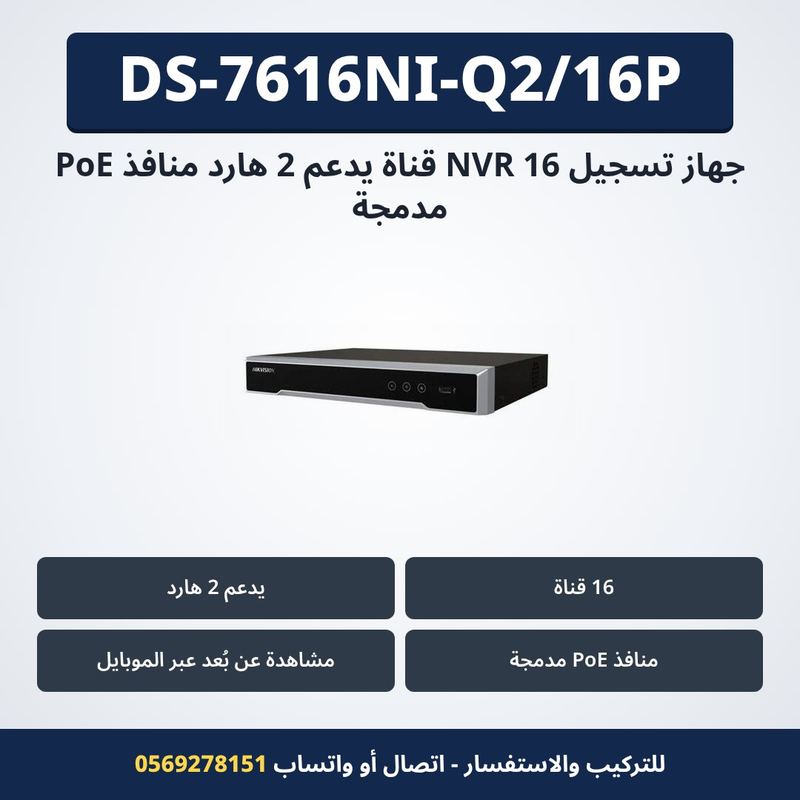 DS-7616NI-Q2/16P
جهاز تسجيل NVR 16 قناة يدعم 2 هارد منافذ PoE
مدمجة
HIKVISION
16 قناة
يدعم 2 هارد
منافذ PoE مدمجة
مشاهدة عن بُعد عبر الموبايل
للتركيب والاستفسار - اتصال أو واتساب 0569278151